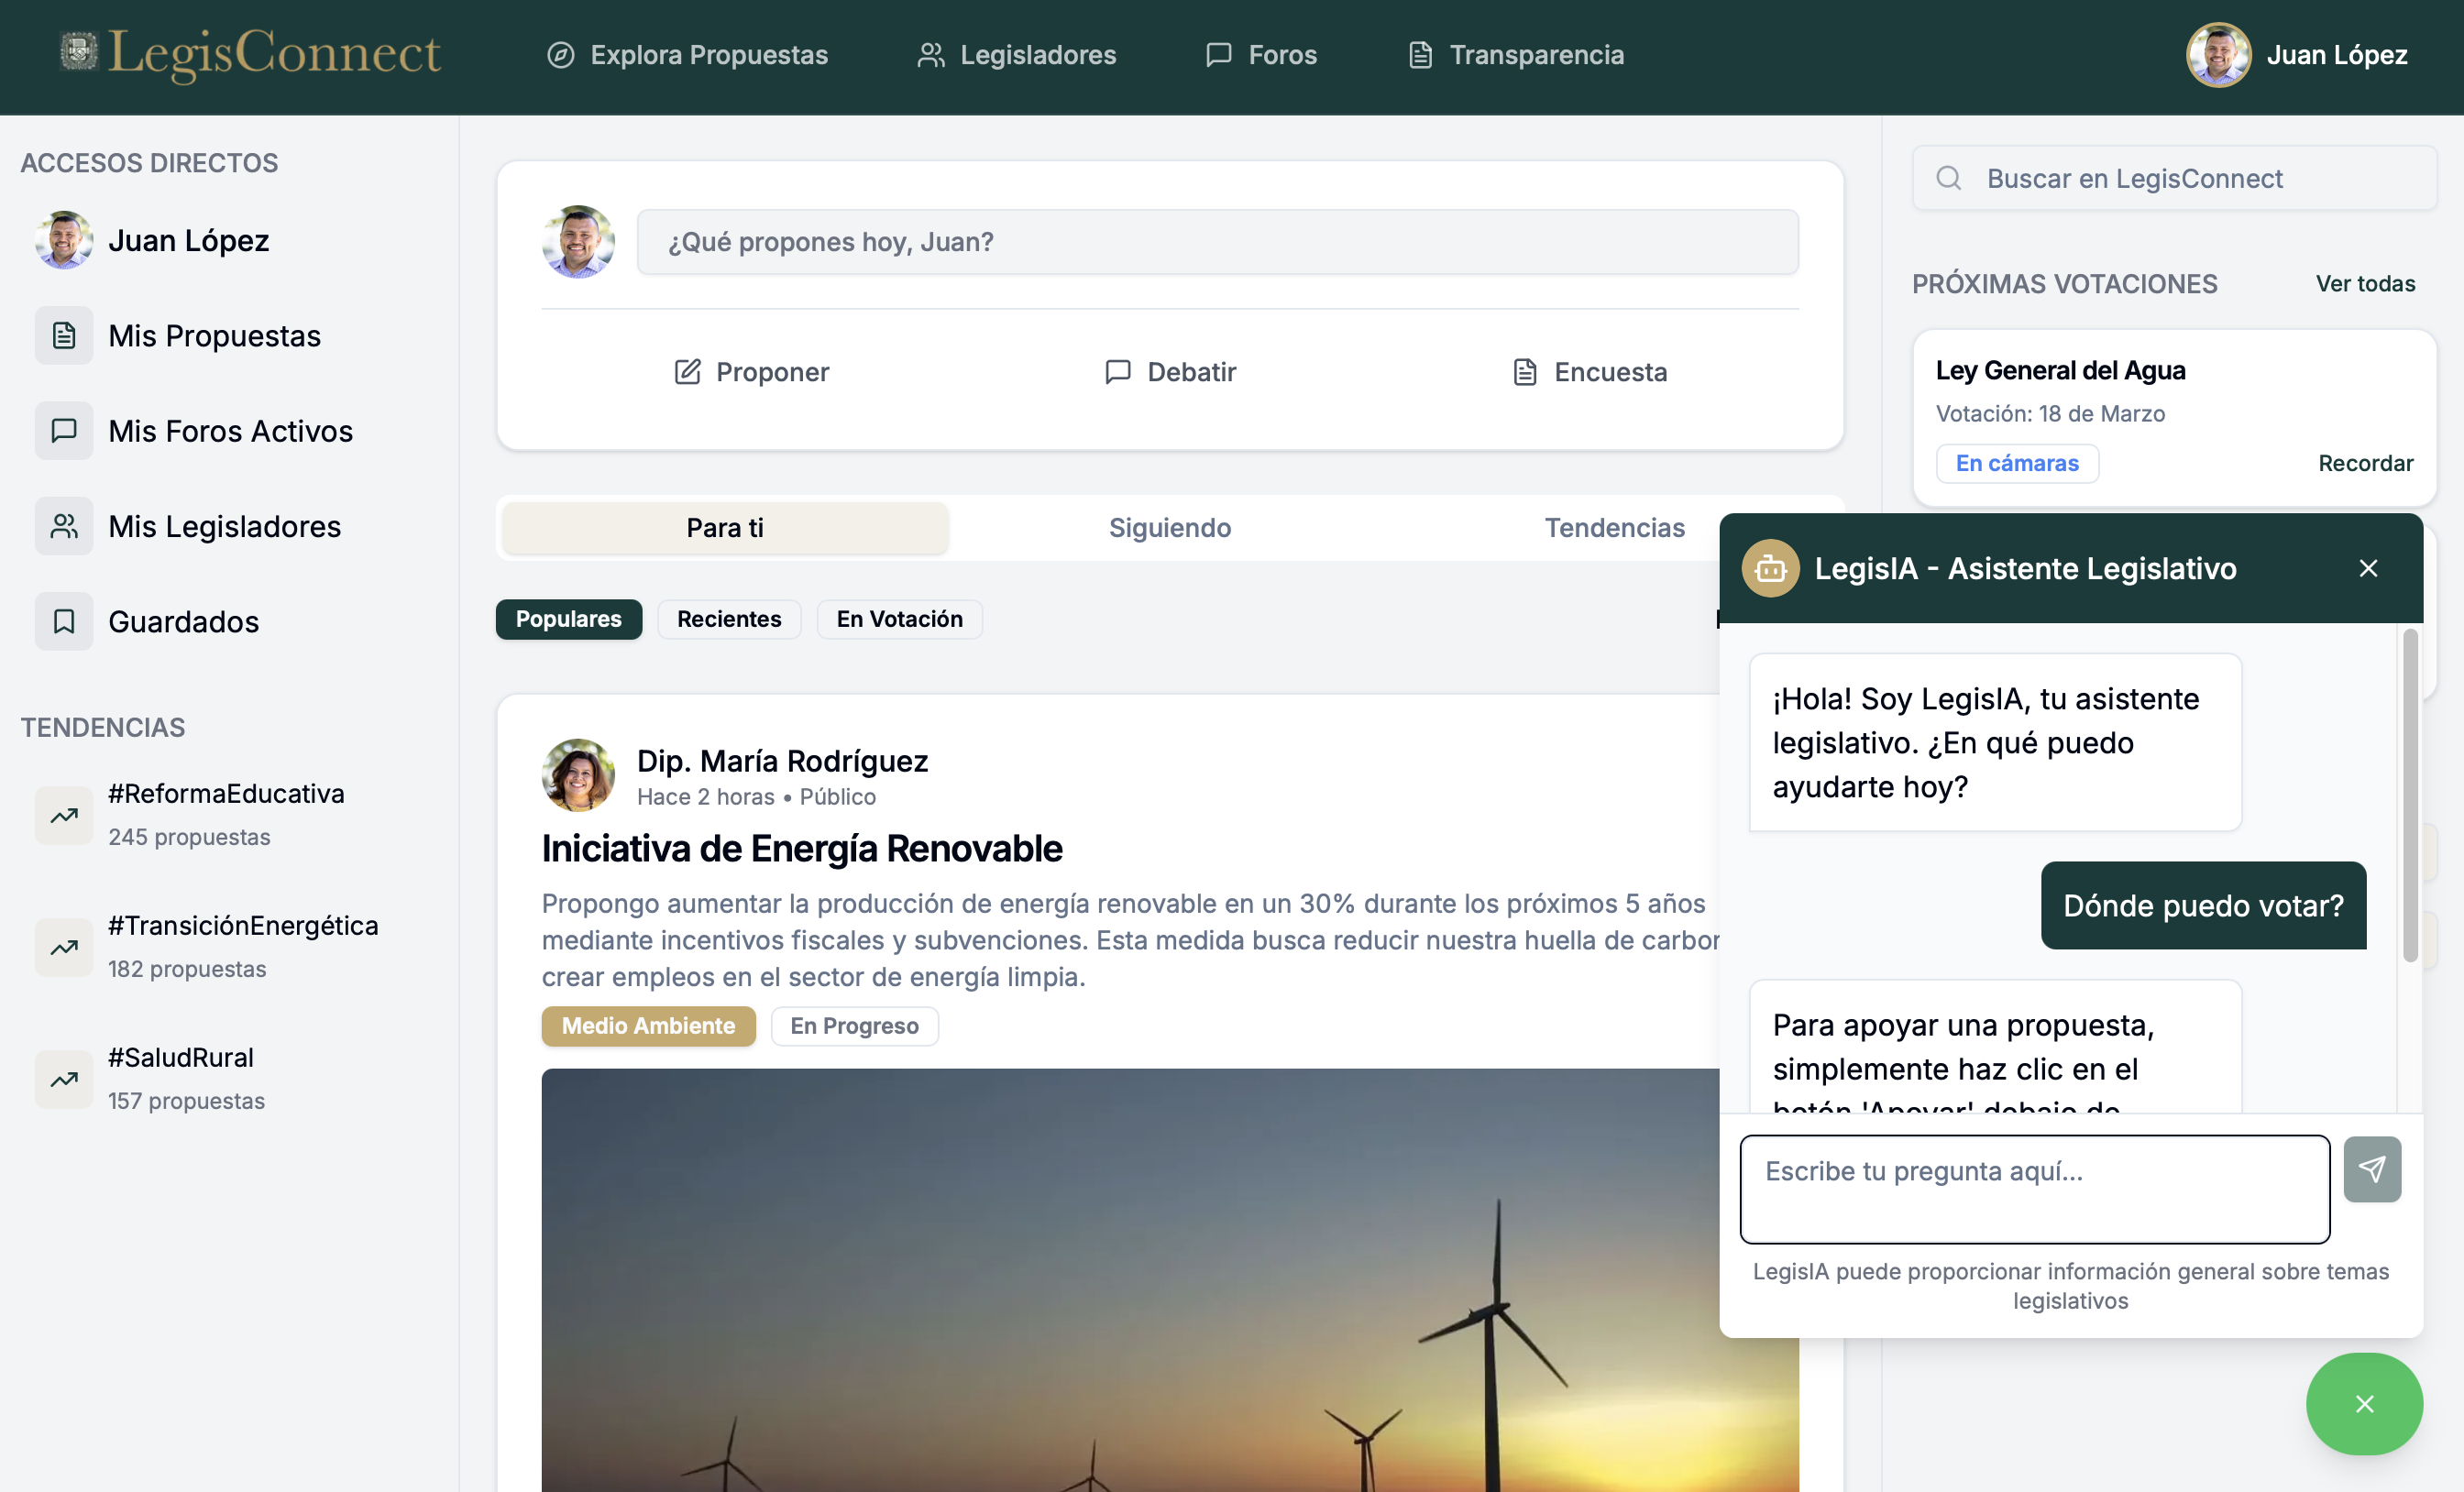 LegisConnect
Explora Propuestas
Legisladores
Foros
Transparencia
Juan López
ACCESOS DIRECTOS
Juan López
Mis Propuestas
Mis Foros Activos
Mis Legisladores
Guardados
TENDENCIAS
#ReformaEducativa
245 propuestas
#TransiciónEnergética
182 propuestas
#SaludRural
157 propuestas
¿Qué propones hoy, Juan?
Proponer
Debatir
Encuesta
Para ti
Siguiendo
Tendencias
Populares
Recientes
En Votación
Dip. María Rodríguez
Hace 2 horas • Público
Iniciativa de Energía Renovable
Propongo aumentar la producción de energía renovable en un 30% durante los próximos 5 años
mediante incentivos fiscales y subvenciones. Esta medida busca reducir nuestra huella de
crear empleos en el sector de energía limpia.
Medio Ambiente
En Progreso
Buscar en LegisConnect
PRÓXIMAS VOTACIONES
Ver todas
Ley General del Agua
Votación: 18 de Marzo
En cámaras
Recordar
LegisIA - Asistente Legislativo
¡Hola! Soy LegisIA, tu asistente
legislativo. ¿En qué puedo
ayudarte hoy?
Dónde puedo votar?
Para apoyar una propuesta,
simplemente haz clic en el
botón 'Apoyar' debajo de
Escribe tu pregunta aquí...
LegisIA puede proporcionar información general sobre temas
legislativos